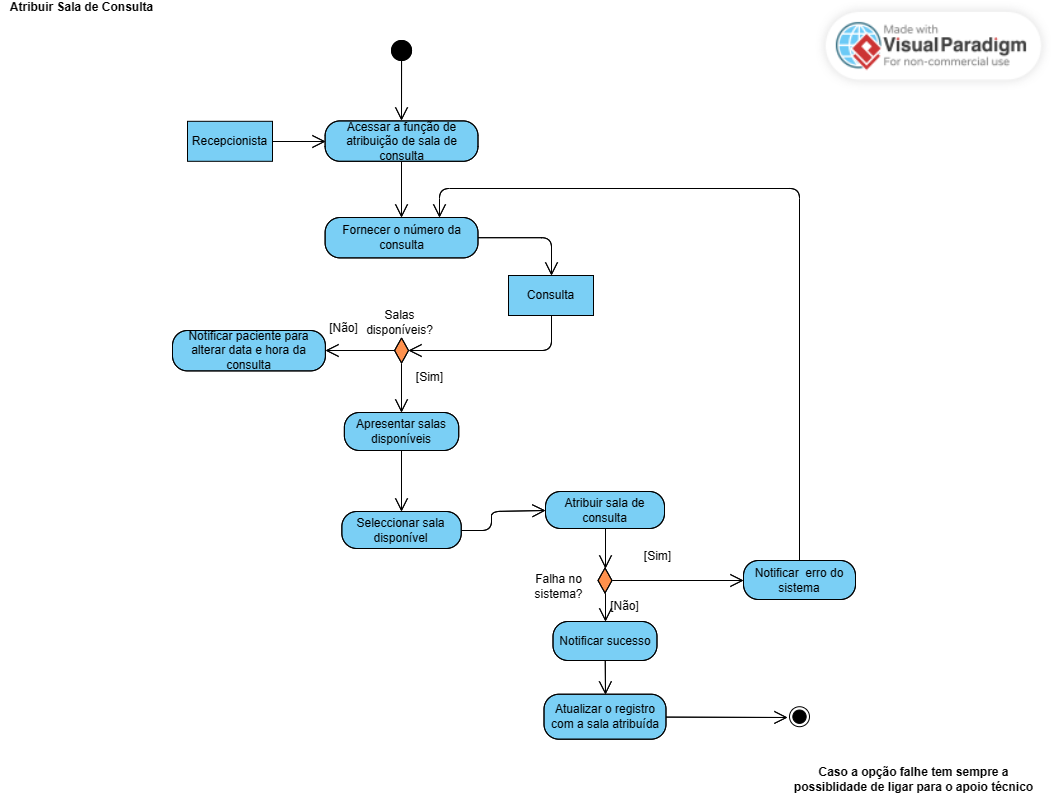 Atribuir Sala de Consulta
Made with
VisualParadigm
For non-commercial use
Acessar a função de
atribuição de sala de
consulta
Recepcionista
Fornecer o número da
consulta
Consulta
Salas
disponíveis?
[Não]
Notificar paciente para
alterar data e hora da
consulta
[Sim]
Apresentar salas
disponíveis
Seleccionar sala
disponível
Atribuir sala de
consulta
[Sim]
Falha no
sistema?
Notificar  erro do
sistema
[Não]
Notificar sucesso
Atualizar o registro
com a sala atribuída
Caso a opção falhe tem sempre a
possiblidade de ligar para o apoio técnico